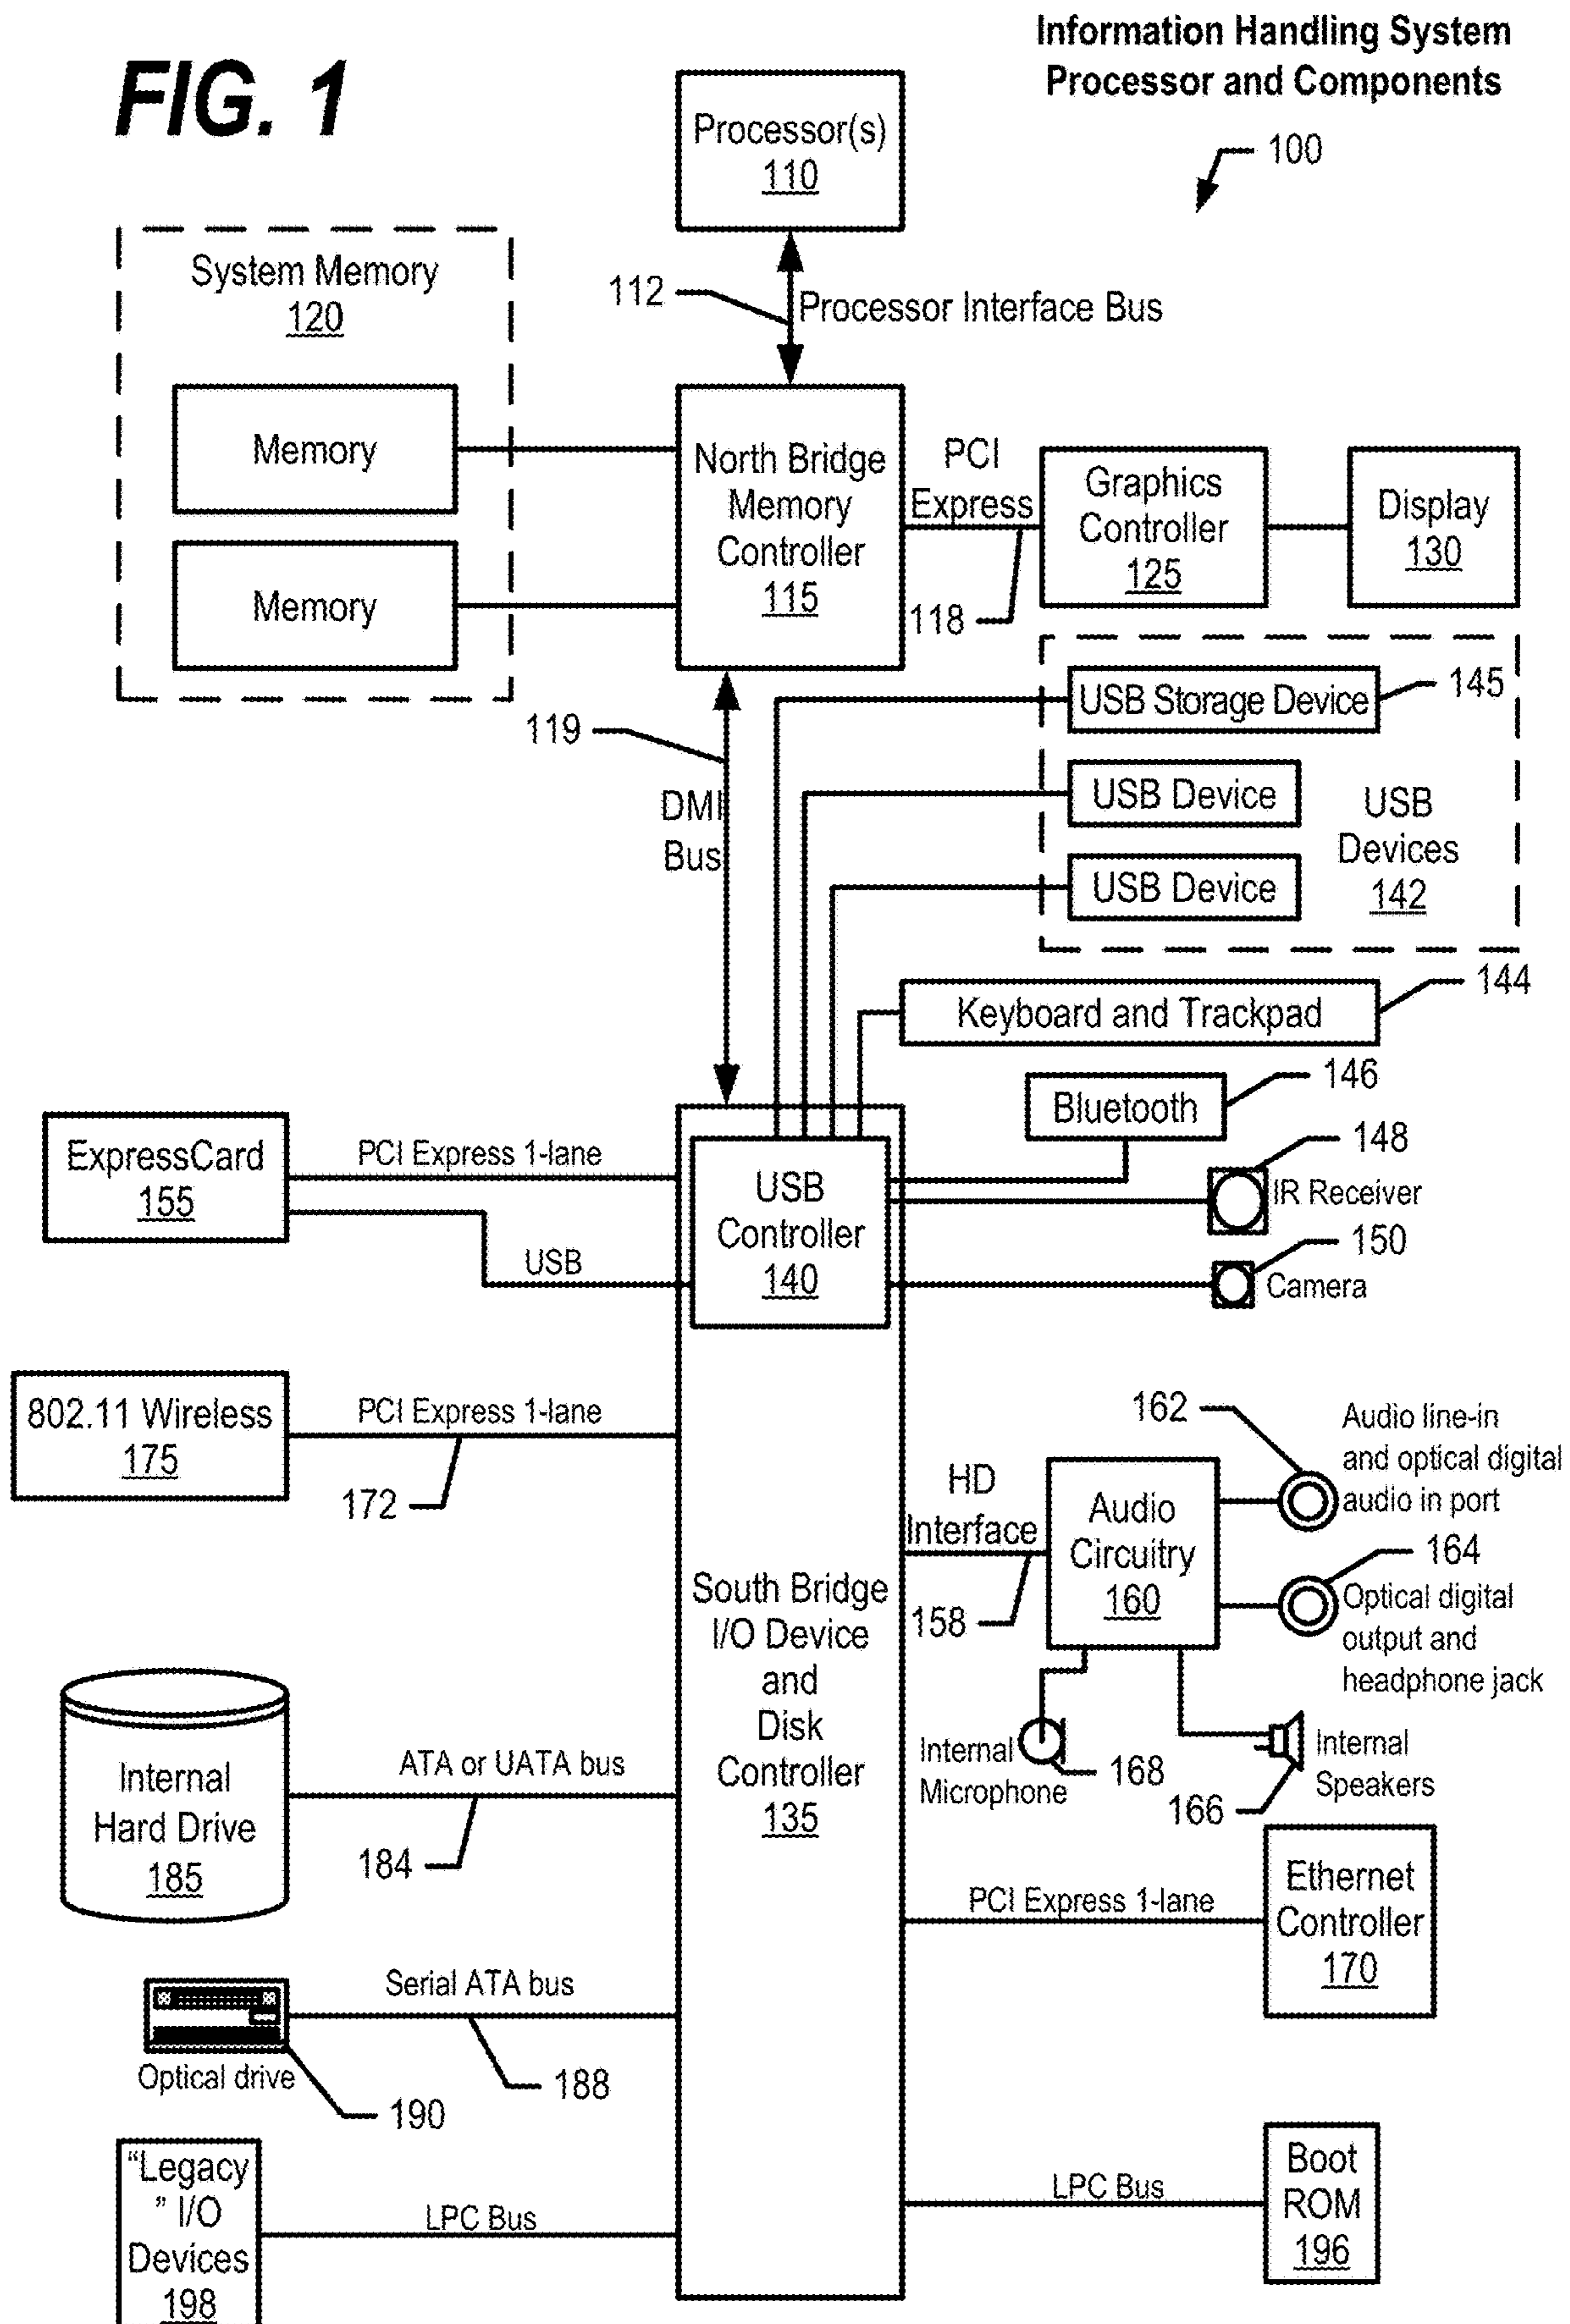 Information Handling System
Processor and Components
FIG. 1
100
Processor(s)
110
112
Processor Interface Bus
System Memory
120
Memory
Memory
North Bridge
Memory
Controller
115
PCI
Express
118
Graphics
Controller
125
Display
130
119
DMI
Bus
USB Storage Device
145
USB Device
USB Device
USB
Devices
142
Keyboard and Trackpad
144
Bluetooth
146
148
IR Receiver
150
Camera
ExpressCard
155
PCI Express 1-lane
USB
USB
Controller
140
802.11 Wireless
175
PCI Express 1-lane
172
South Bridge
I/O Device
and
Disk
Controller
135
HD
Interface
158
Audio
Circuitry
160
162
Audio line-in
and optical digital
audio in port
164
Optical digital
output and
headphone jack
Internal
Microphone
168
166
Internal
Speakers
Internal
Hard Drive
185
ATA or UATA bus
184
PCI Express 1-lane
Ethernet
Controller
170
Serial ATA bus
188
Optical drive
190
“Legacy
” I/O
Devices
198
LPC Bus
LPC Bus
Boot
ROM
196